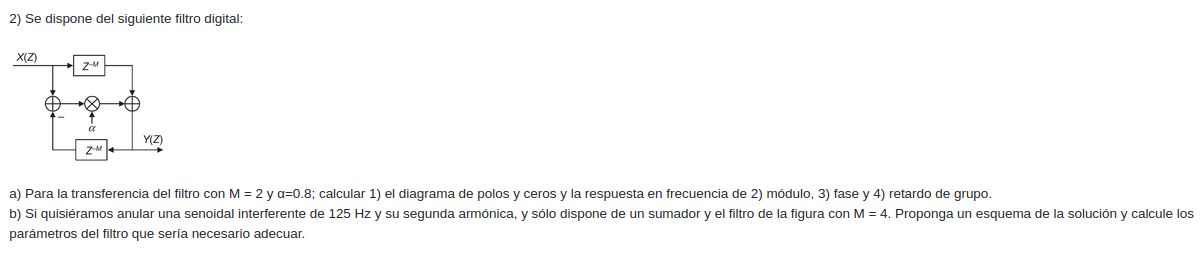 2) Se dispone del siguiente filtro digital:
X(Z)
Z–M
–
α
Y(Z)
Z–M
a) Para la transferencia del filtro con M = 2 y α=0.8; calcular 1) el diagrama de polos y ceros y la respuesta en frecuencia de 2) módulo, 3) fase y 4) retardo de grupo.
b) Si quisiéramos anular una senoidal interferente de 125 Hz y su segunda armónica, y sólo dispone de un sumador y el filtro de la figura con M = 4. Proponga un esquema de la solución y calcule los
parámetros del filtro que sería necesario adecuar.